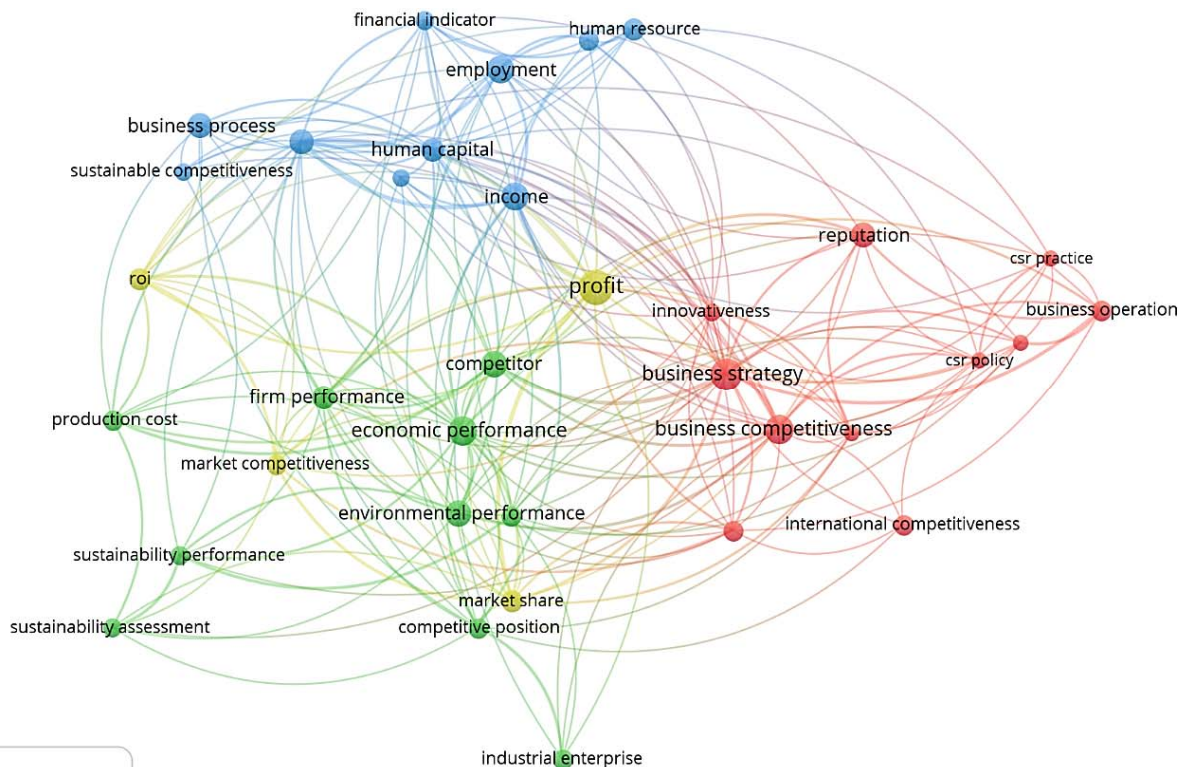 financial indicator
human resource
employment
business process
human capital
sustainable competitiveness
income
reputation
csr practice
roi
profit
innovativeness
business operation
competitor
csr policy
business strategy
firm performance
production cost
economic performance
business competitiveness
market competitiveness
environmental performance
international competitiveness
sustainability performance
market share
sustainability assessment
competitive position
industrial enterprise